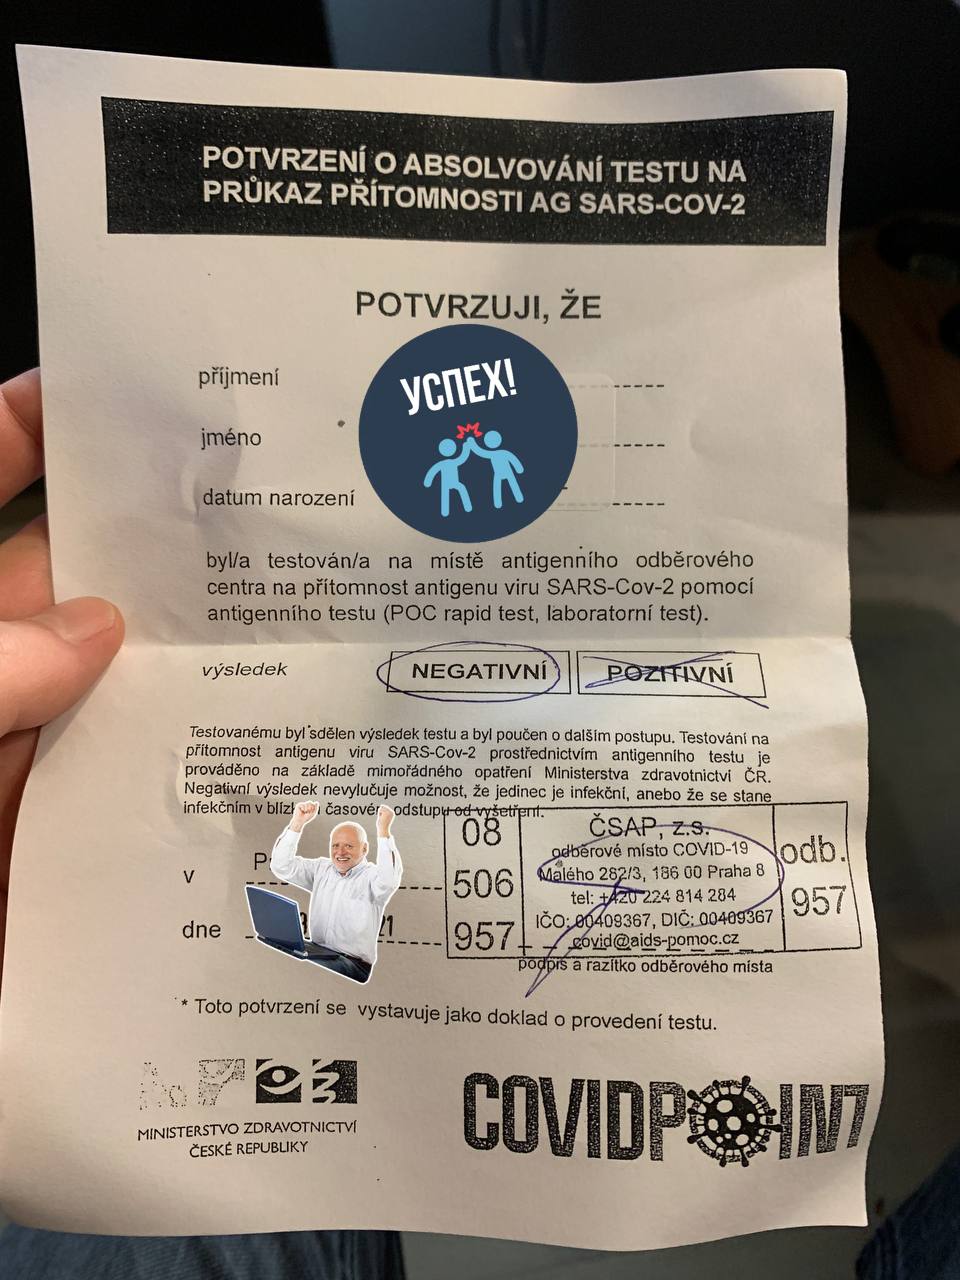 POTVRZENÍ O ABSOLVOVÁNÍ TESTU NA
PRŮKAZ PŘÍTOMNOSTI AG SARS-COV-2
POTVRZUJI, ŽE
УСПЕХ!
příjmení
jméno
datum narození
byl/a testován/a na místě antigenního odběrového
centra na přítomnost antigenu viru SARS-Cov-2 pomocí
antigenního testu (POC rapid test, laboratorní test).
výsledek NEGATIVNÍ POZITIVNÍ
Testovanému byl sdělen výsledek testu a byl poučen o dalším postupu. Testování na
přítomnost antigenu viru SARS-Cov-2 prostřednictvím antigenního testu je
prováděno na základě mimořádného opatření Ministerstva zdravotnictví ČR.
Negativní výsledek nevylučuje možnost, že jedinec je infekční, anebo že se stane
infekčním v časovém odstupu od vyšetření.
v
dne 21
08
506
957
ČSAP, z.s.
odběrové místo COVID-19
Malého 282/3, 186 00 Praha 8
tel: +420 224 814 284
IČO: 00409367, DIČ: 00409367
covid@aids-pomoc.cz
odb.
957
podpis a razítko odběrového místa
* Toto potvrzení se vystavuje jako doklad o provedení testu.
MINISTERSTVO ZDRAVOTNICTVÍ
ČESKÉ REPUBLIKY
COVIDPOINT